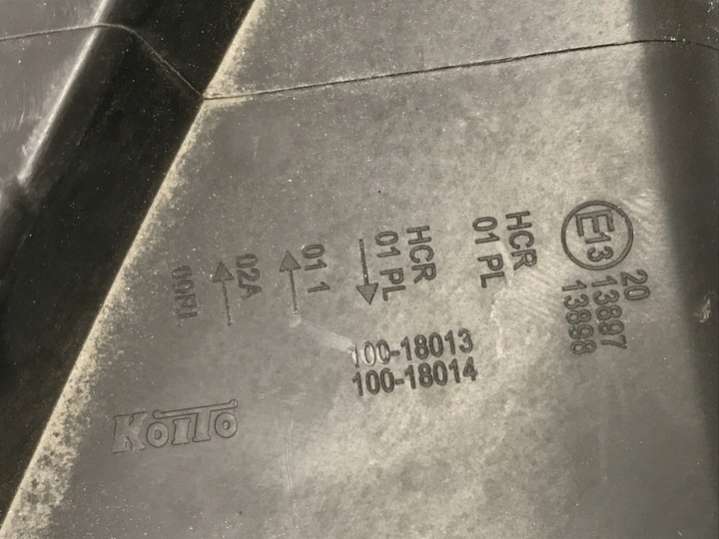 E13
20
13897
13898
HCR
01 PL
HCR
01 PL
01 1
02A
100-18013
100-18014
KOITO